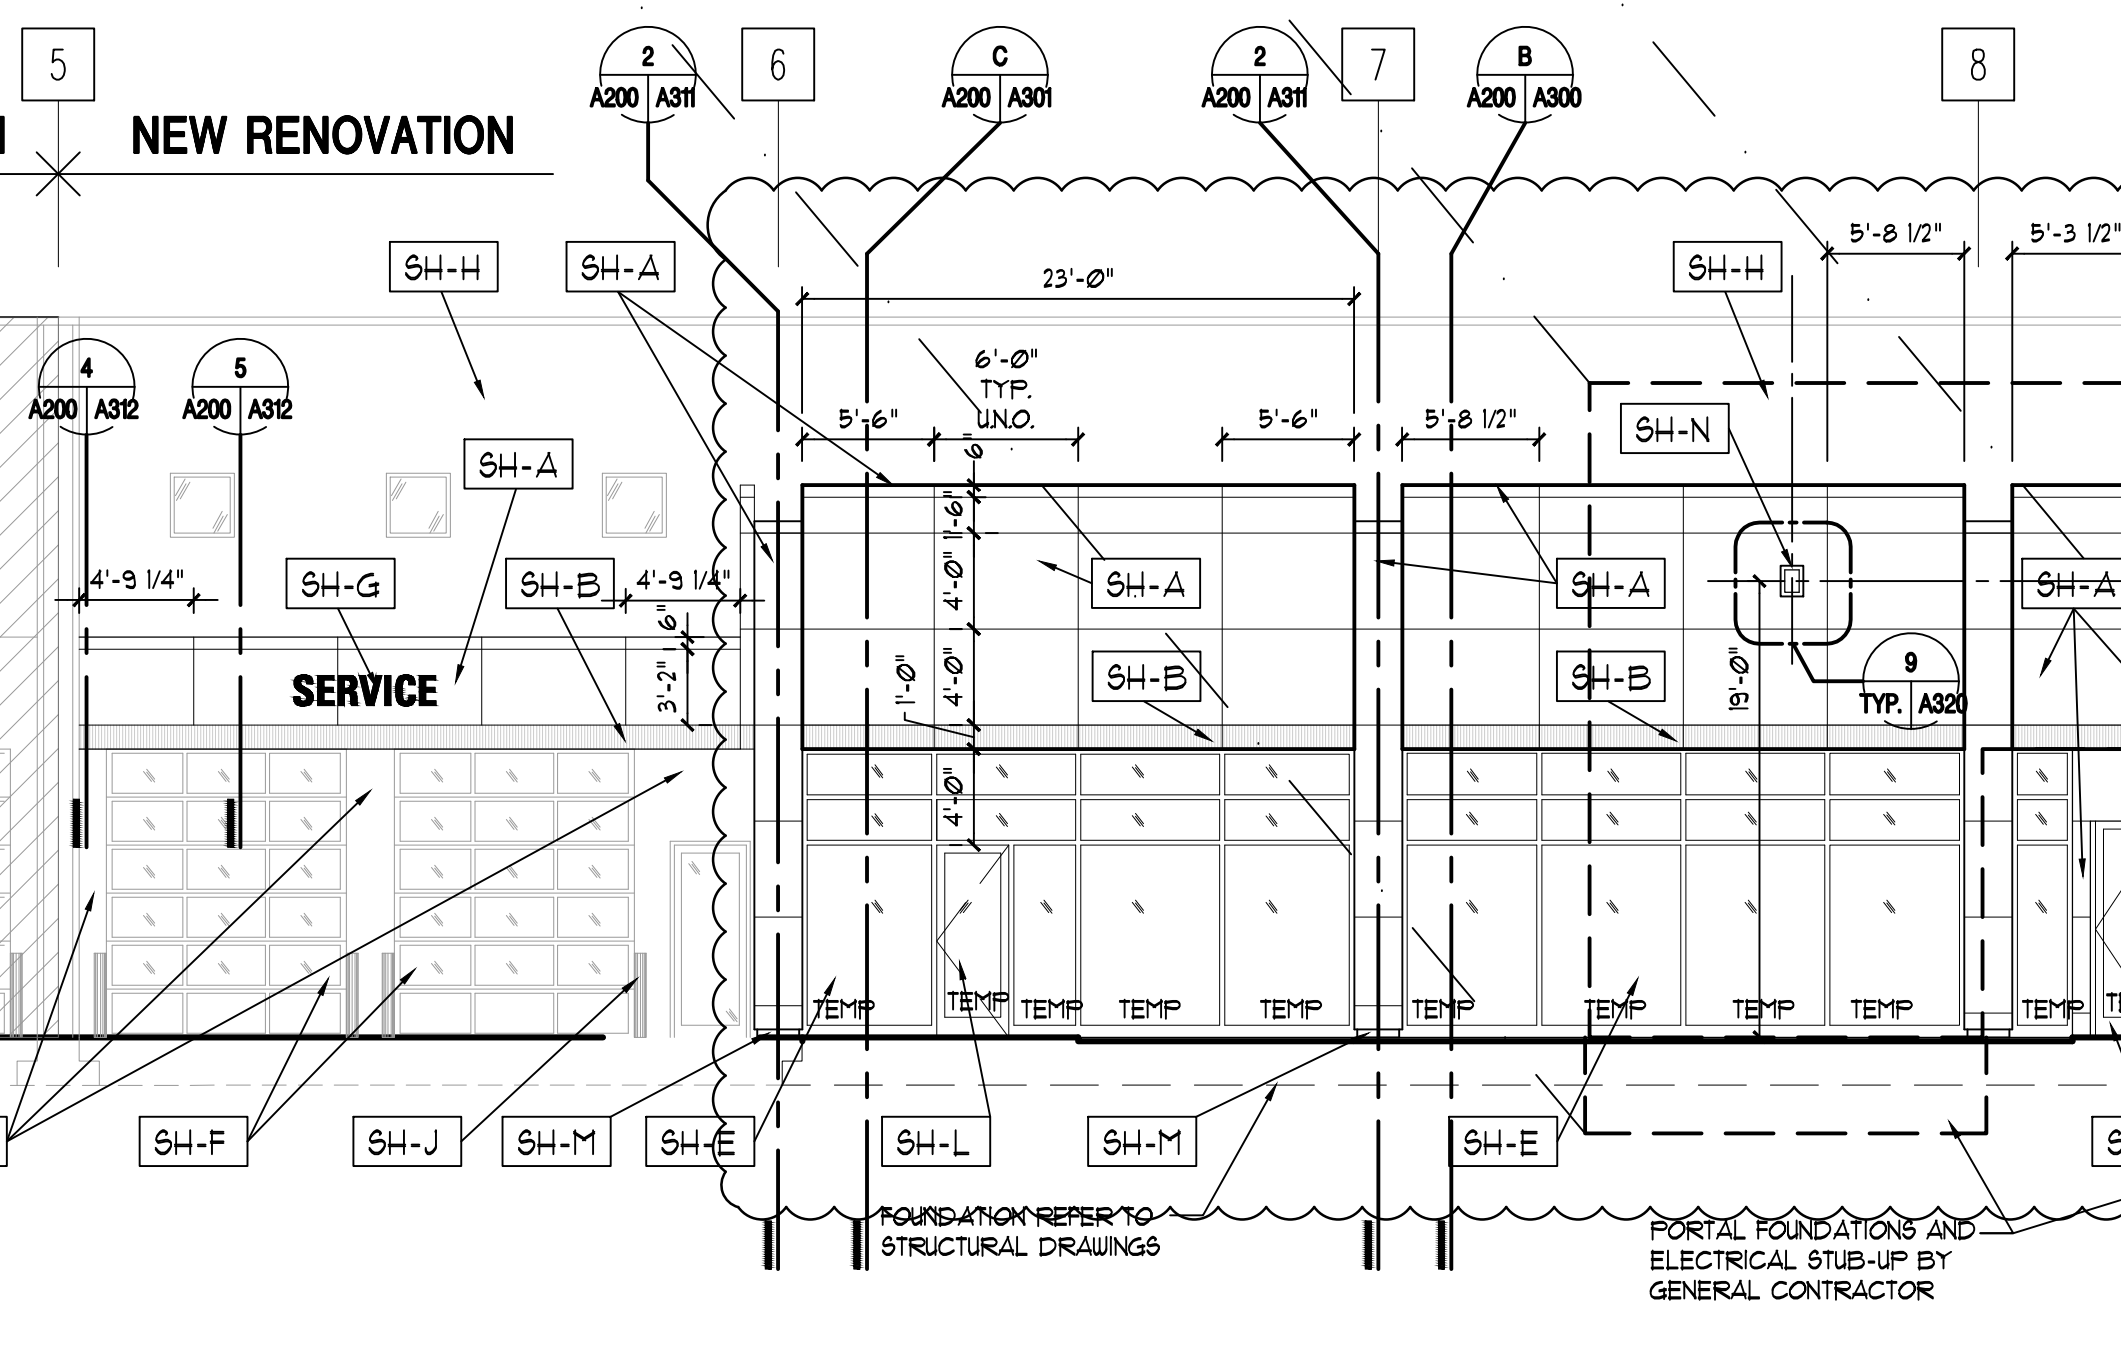 5
2
A200 A311
6
C
A200 A301
2
A200 A311
7
B
A200 A300
8
NEW RENOVATION
SH-H
SH-A
23'-0"
SH-H
5'-8 1/2"
5'-3 1/2"
4
A200 A312
5
A200 A312
6'-0"
TYP.
U.N.O.
5'-6"
5'-6"
5'-8 1/2"
SH-N
SH-A
6"
1'-6"
4'-9 1/4"
SH-G
SH-B
4'-9 1/4"
4'-0"
SH-A
SH-A
SH-A
6"
3'-2"
SERVICE
1'-0"
4'-0"
SH-B
SH-B
19'-0"
9
TYP. A320
4'-0"
TEMP
TEMP
TEMP
TEMP
TEMP
TEMP
TEMP
TEMP
TEMP
TEMP
SH-F
SH-J
SH-M
SH-E
SH-L
SH-M
SH-E
FOUNDATION REFER TO
STRUCTURAL DRAWINGS
PORTAL FOUNDATIONS AND
ELECTRICAL STUB-UP BY
GENERAL CONTRACTOR